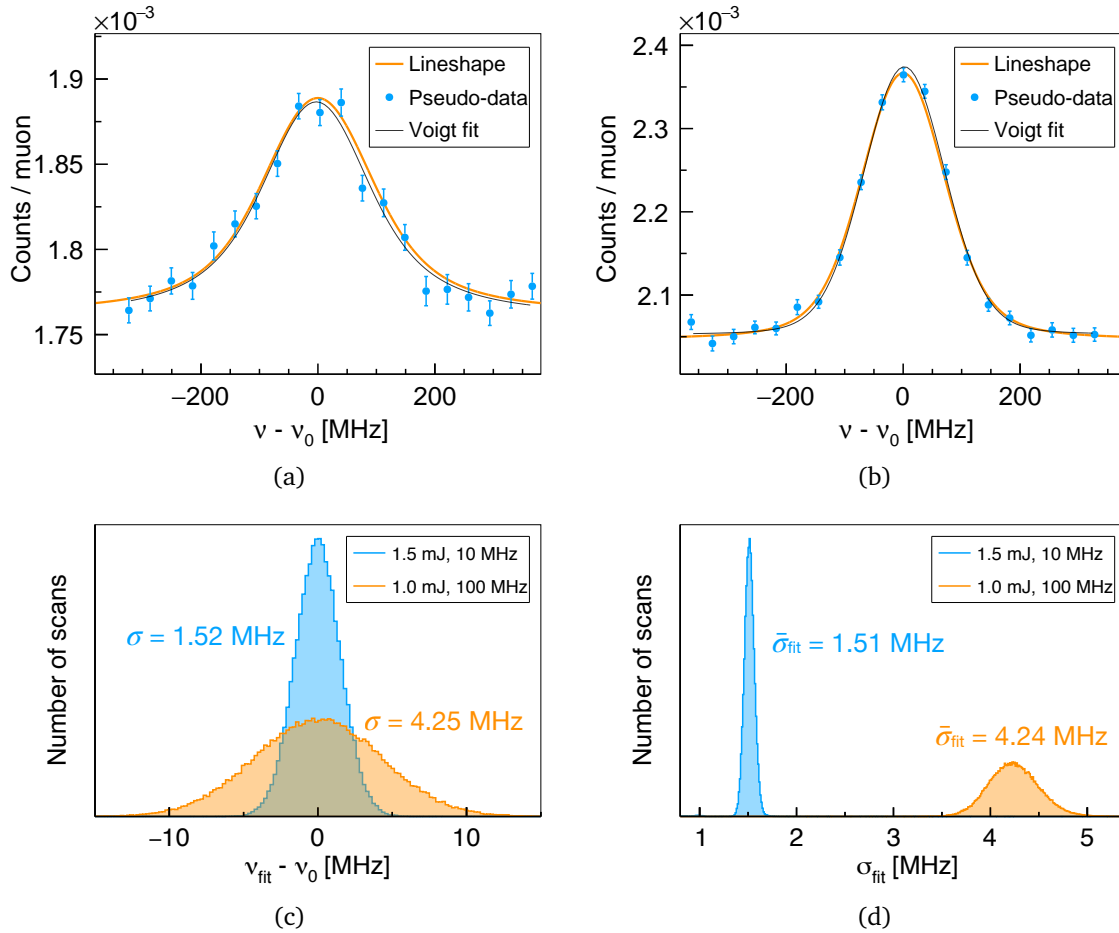 ×10⁻³
Counts / muon
1.9
1.85
1.8
1.75
Lineshape
Pseudo-data
Voigt fit
−200 0 200
ν - ν₀ [MHz]
(a)
×10⁻³
Counts / muon
2.4
2.3
2.2
2.1
Lineshape
Pseudo-data
Voigt fit
−200 0 200
ν - ν₀ [MHz]
(b)
Number of scans
1.5 mJ, 10 MHz
1.0 mJ, 100 MHz
σ = 1.52 MHz
σ = 4.25 MHz
−10 0 10
ν_fit - ν₀ [MHz]
(c)
Number of scans
1.5 mJ, 10 MHz
1.0 mJ, 100 MHz
σ̄_fit = 1.51 MHz
σ̄_fit = 4.24 MHz
1 2 3 4 5
σ_fit [MHz]
(d)